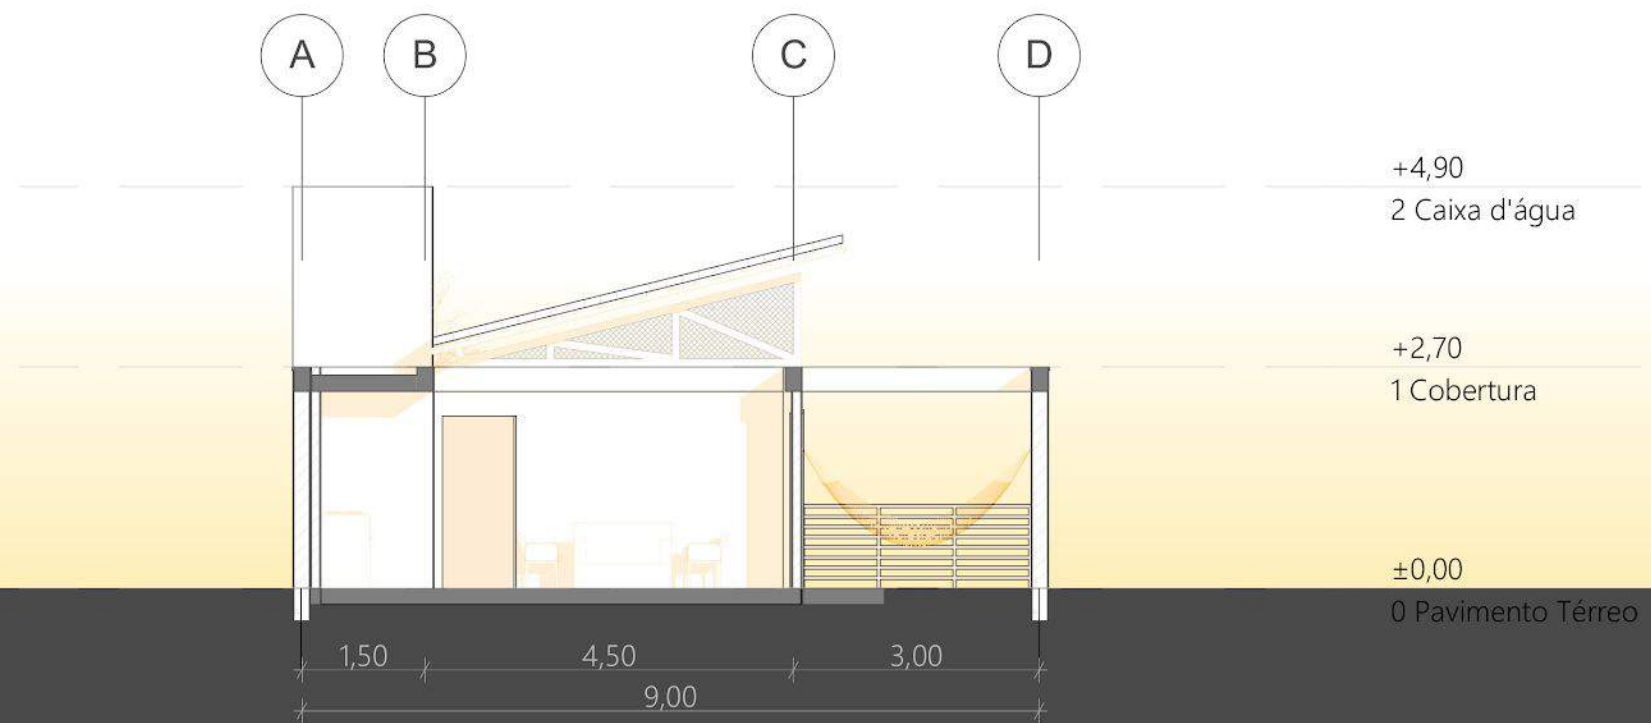 A B C D
+4,90
2 Caixa d'água
+2,70
1 Cobertura
±0,00
0 Pavimento Térreo
1,50 4,50 3,00
9,00